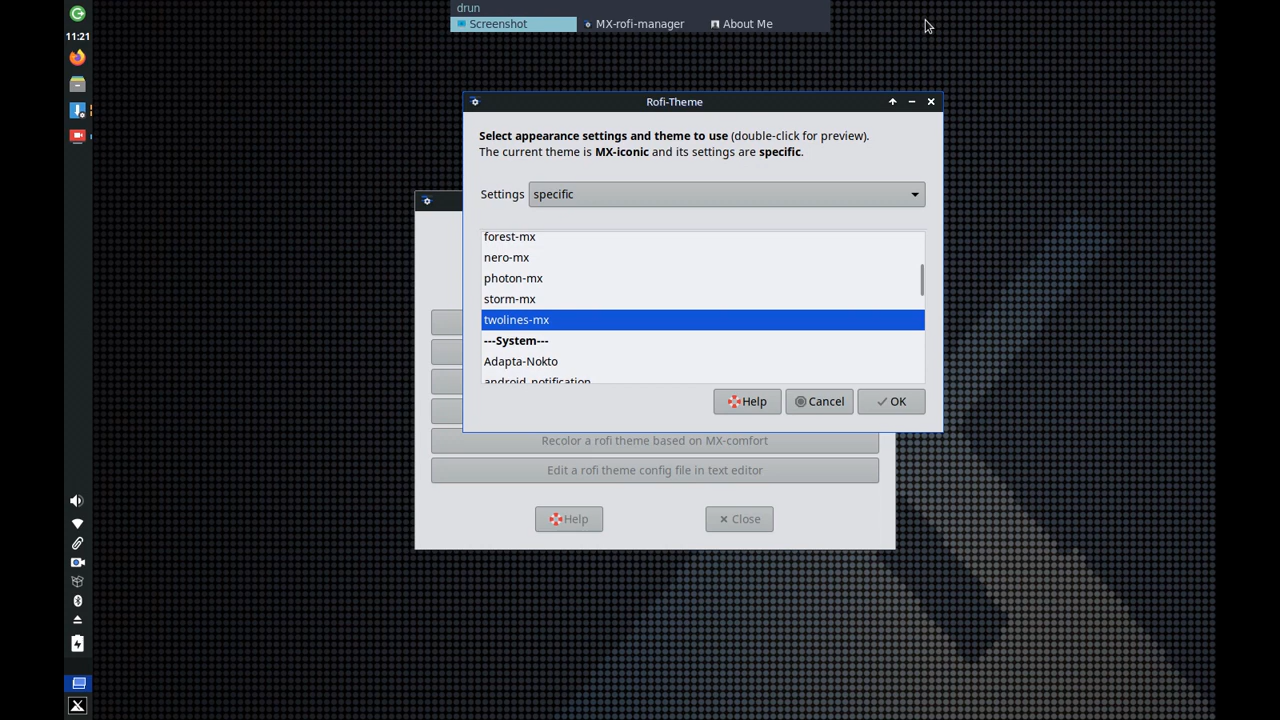 drun
Screenshot MX-rofi-manager About Me
11:21
Rofi-Theme
Select appearance settings and theme to use (double-click for preview).
The current theme is MX-iconic and its settings are specific.
Settings specific
forest-mx
nero-mx
photon-mx
storm-mx
twolines-mx
---System---
Adapta-Nokto
android_notification
Help Cancel OK
Recolor a rofi theme based on MX-comfort
Edit a rofi theme config file in text editor
Help Close